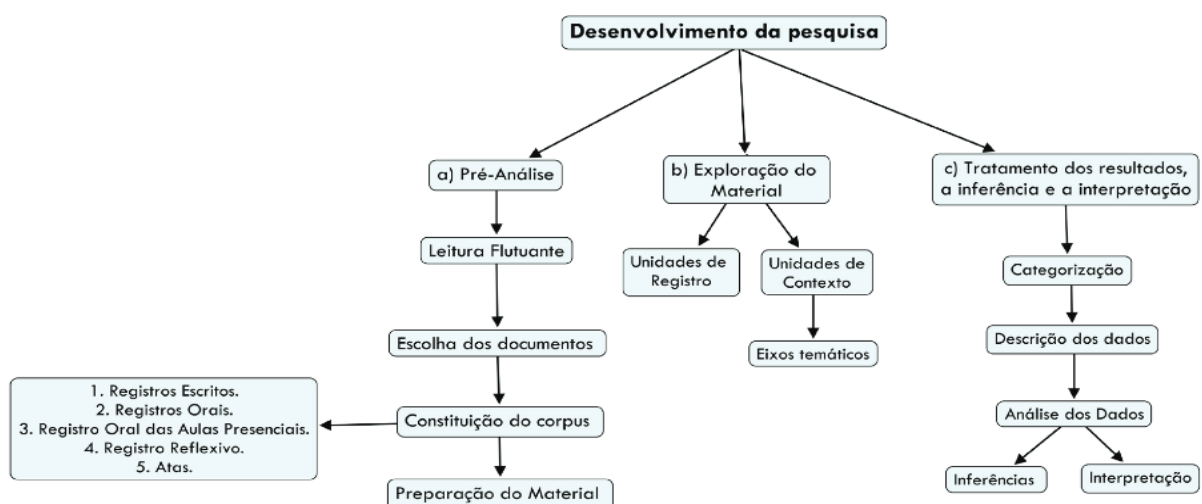 Desenvolvimento da pesquisa
a) Pré-Análise
Leitura Flutuante
Escolha dos documentos
Constituição do corpus
1. Registros Escritos.
2. Registros Orais.
3. Registro Oral das Aulas Presenciais.
4. Registro Reflexivo.
5. Atas.
Preparação do Material
b) Exploração do
Material
Unidades de
Registro
Unidades de
Contexto
Eixos temáticos
c) Tratamento dos resultados,
a inferência e a interpretação
Categorização
Descrição dos dados
Análise dos Dados
Inferências
Interpretação